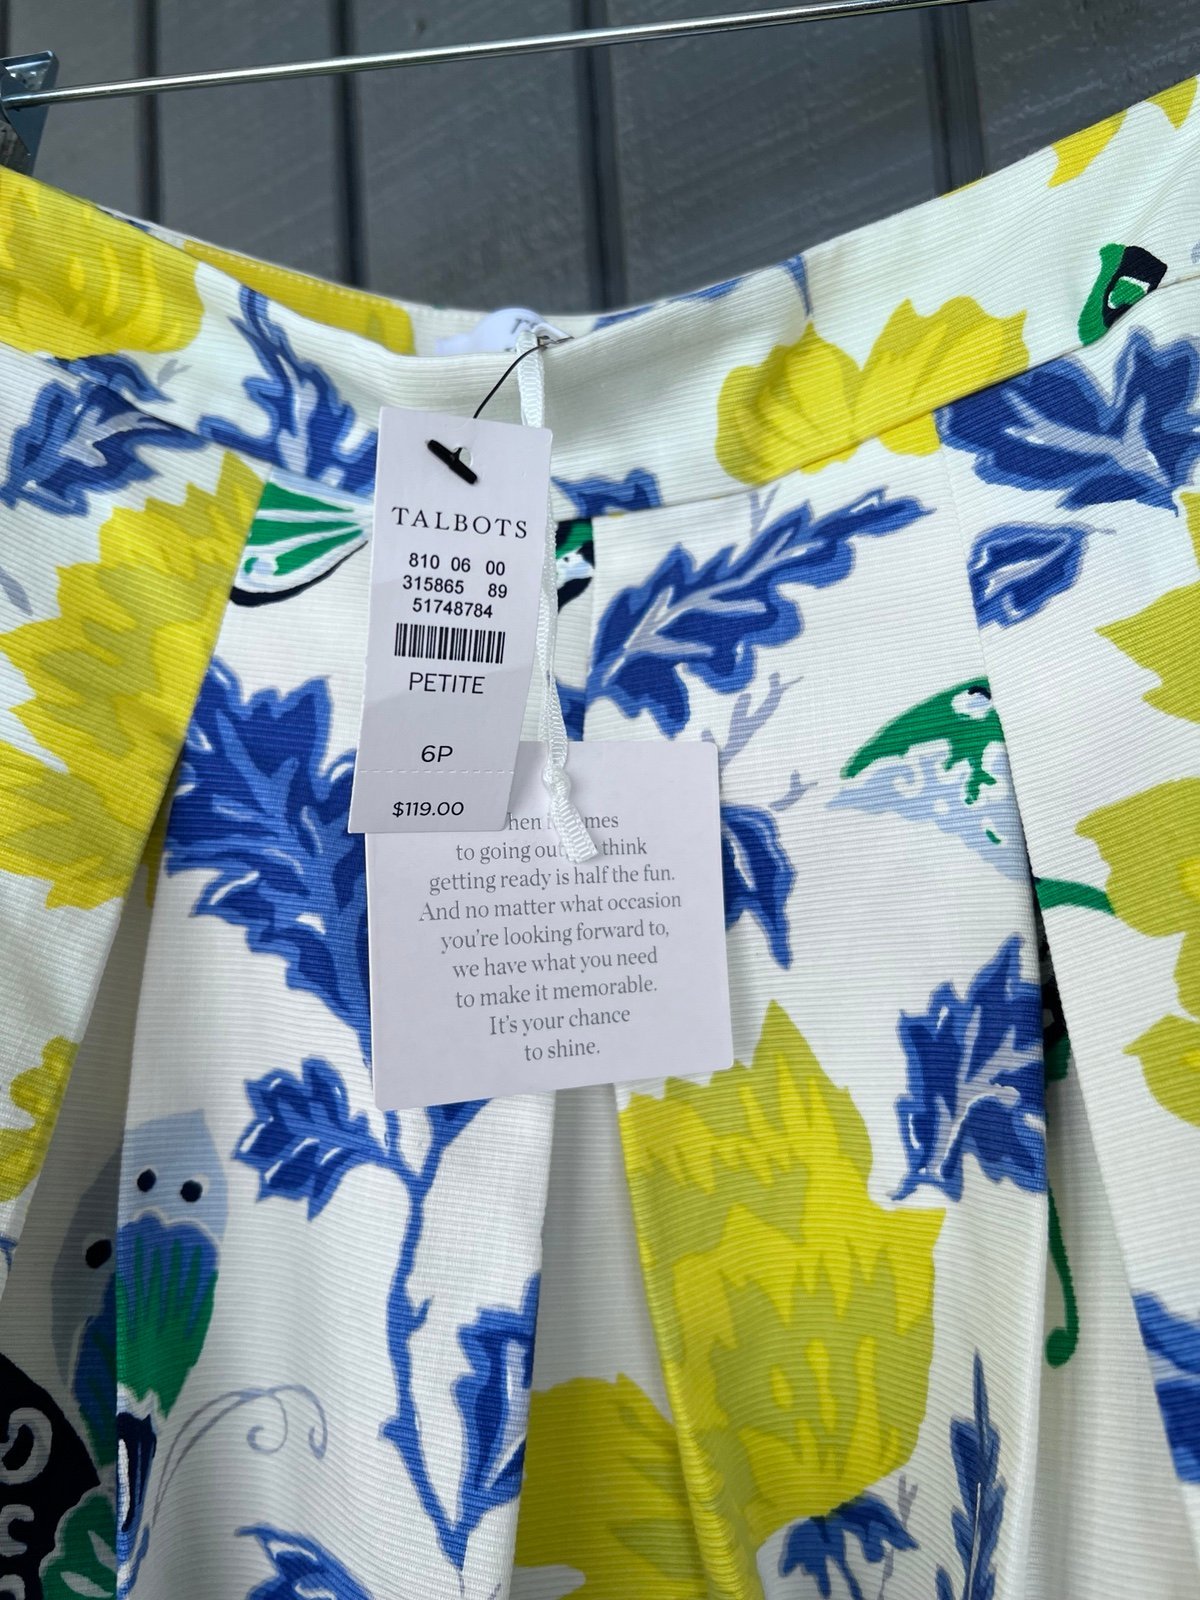 TALBOTS
810 06 00
315865 89
51748784
PETITE
6P
$119.00
to going think
getting ready is half the fun.
And no matter what occasion
you're looking forward to,
we have what you need
to make it memorable.
It's your chance
to shine.